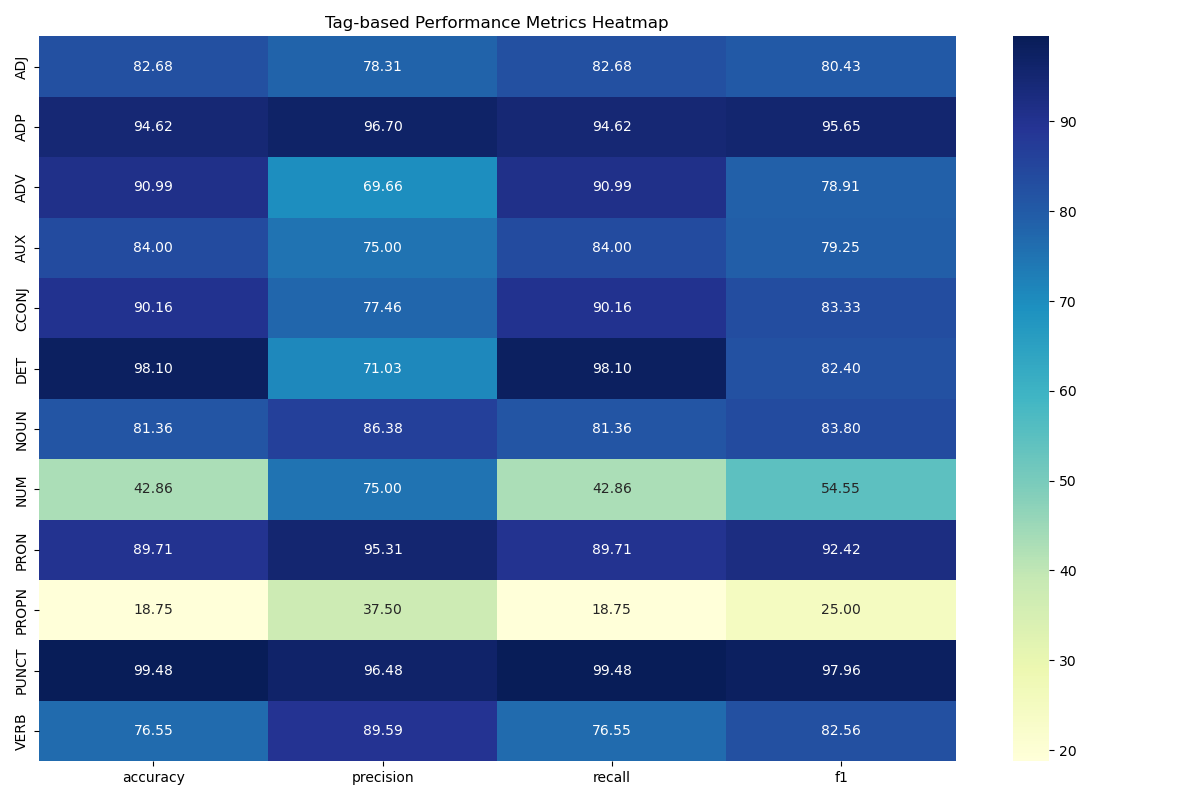 Tag-based Performance Metrics Heatmap
ADJ 82.68 78.31 82.68 80.43
ADP 94.62 96.70 94.62 95.65
ADV 90.99 69.66 90.99 78.91
AUX 84.00 75.00 84.00 79.25
CCONJ 90.16 77.46 90.16 83.33
DET 98.10 71.03 98.10 82.40
NOUN 81.36 86.38 81.36 83.80
NUM 42.86 75.00 42.86 54.55
PRON 89.71 95.31 89.71 92.42
PROPN 18.75 37.50 18.75 25.00
PUNCT 99.48 96.48 99.48 97.96
VERB 76.55 89.59 76.55 82.56
accuracy precision recall f1
90
80
70
60
50
40
30
20